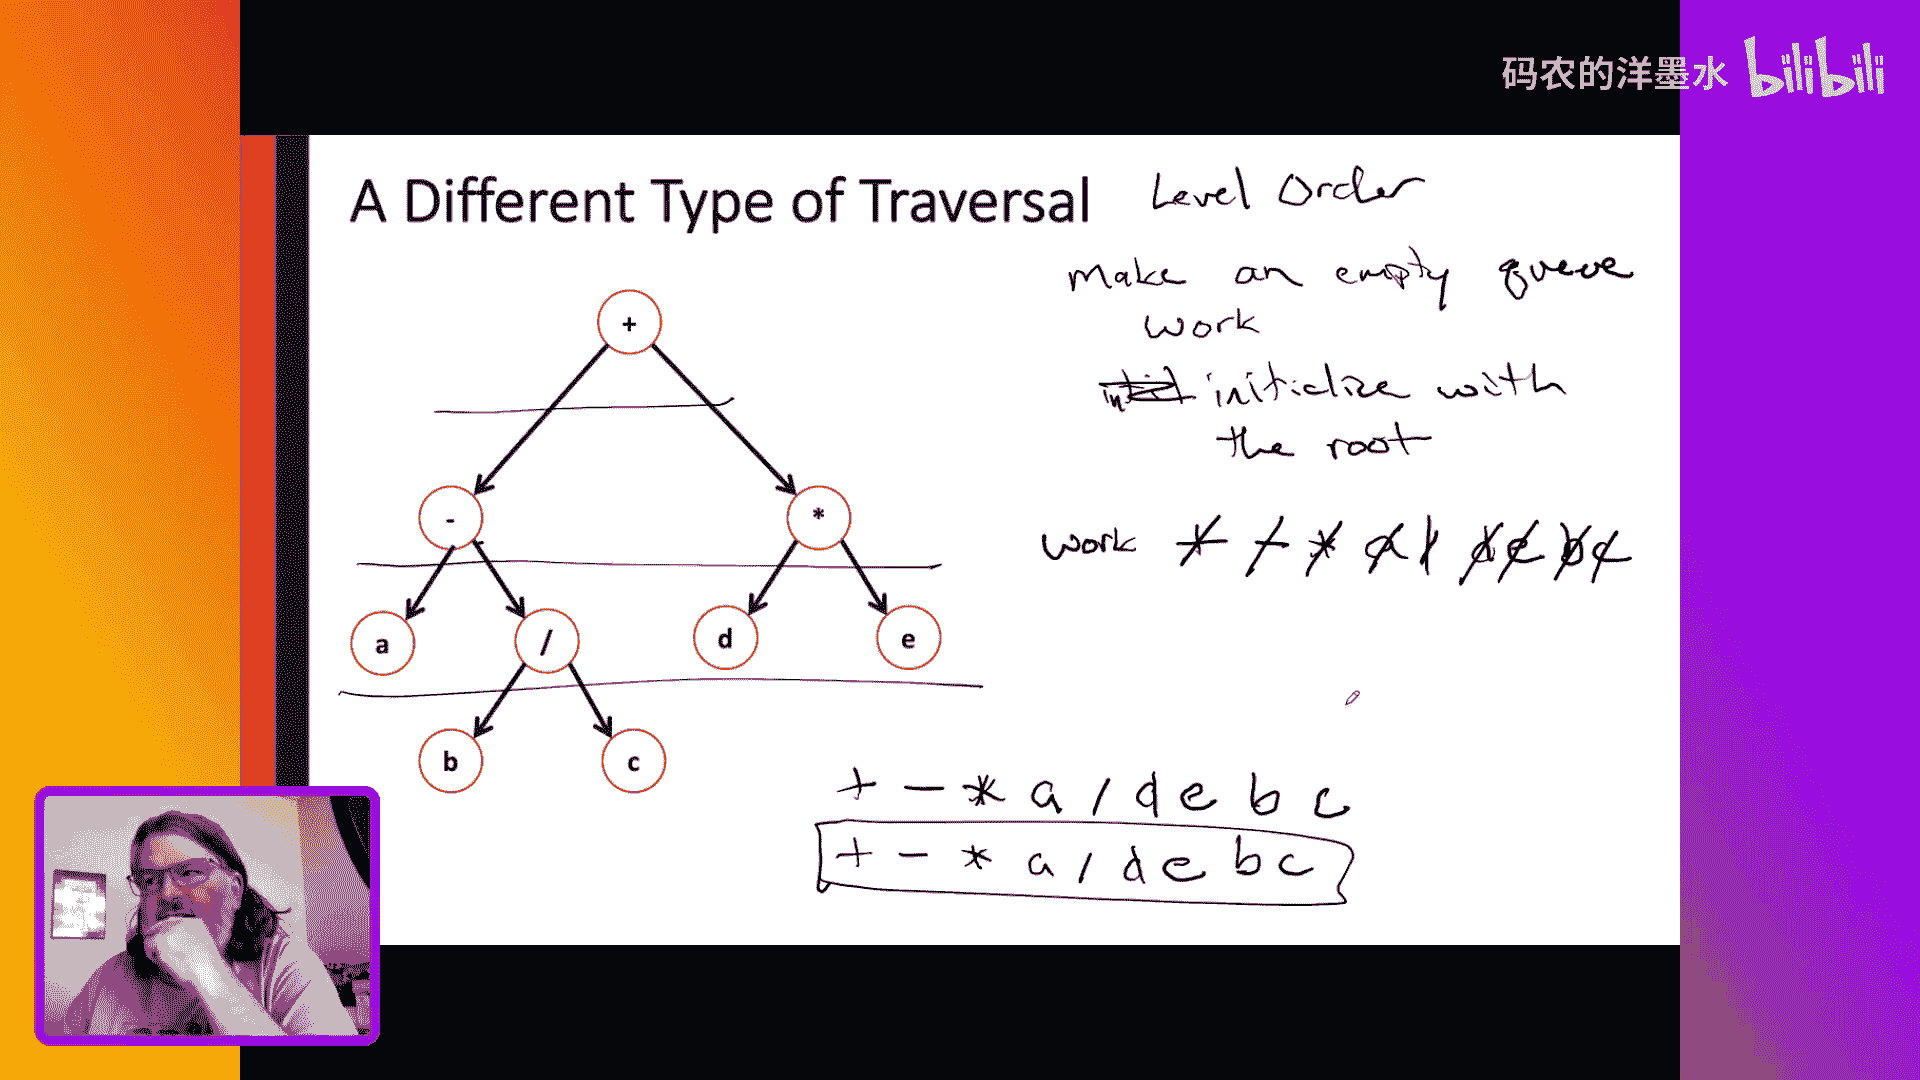 码农的洋墨水 bilibili
A Different Type of Traversal Level Order
make an empty queue
work
initialize with
the root
+
- *
work + - * a / d e b c
a / d e
b c
+ - * a / d e b c
+ - * a / d e b c